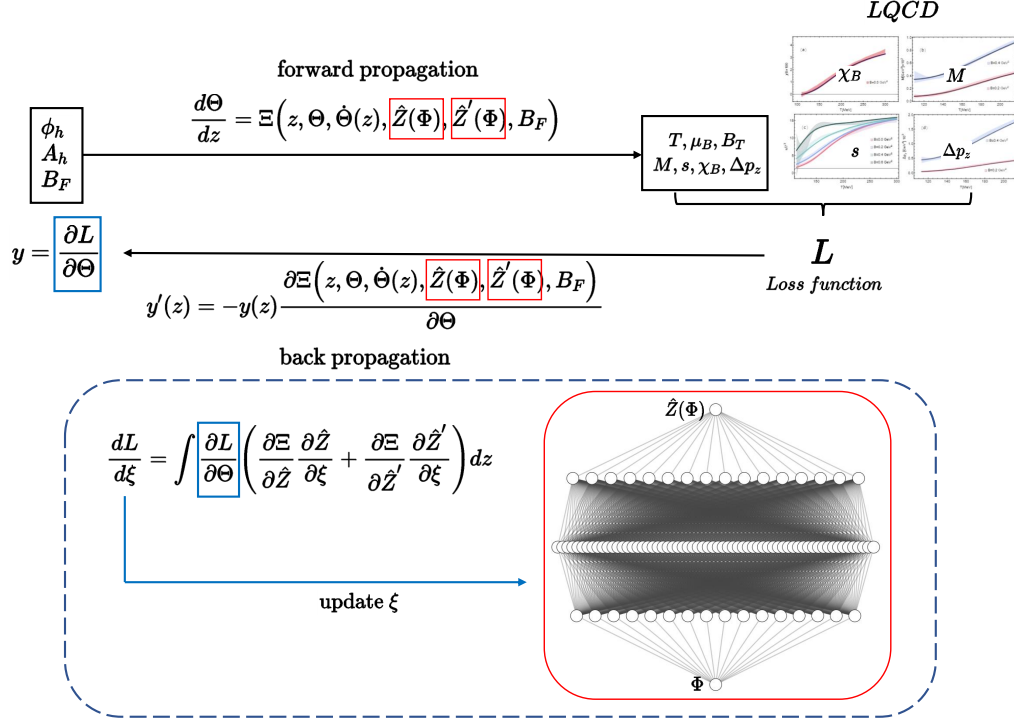 LQCD
χ_B
M
s
Δp_z
forward propagation
dΘ/dz = Ξ(z, Θ, Θ̇(z), Ẑ(Φ), Ẑ′(Φ), B_F)
ϕ_h
A_h
B_F
T, μ_B, B_T
M, s, χ_B, Δp_z
y = ∂L/∂Θ
L
Loss function
y′(z) = −y(z) ∂Ξ(z, Θ, Θ̇(z), Ẑ(Φ), Ẑ′(Φ), B_F)/∂Θ
back propagation
Ẑ(Φ)
dL/dξ = ∫ ∂L/∂Θ (∂Ξ/∂Ẑ ∂Ẑ/∂ξ + ∂Ξ/∂Ẑ′ ∂Ẑ′/∂ξ) dz
update ξ
Φ